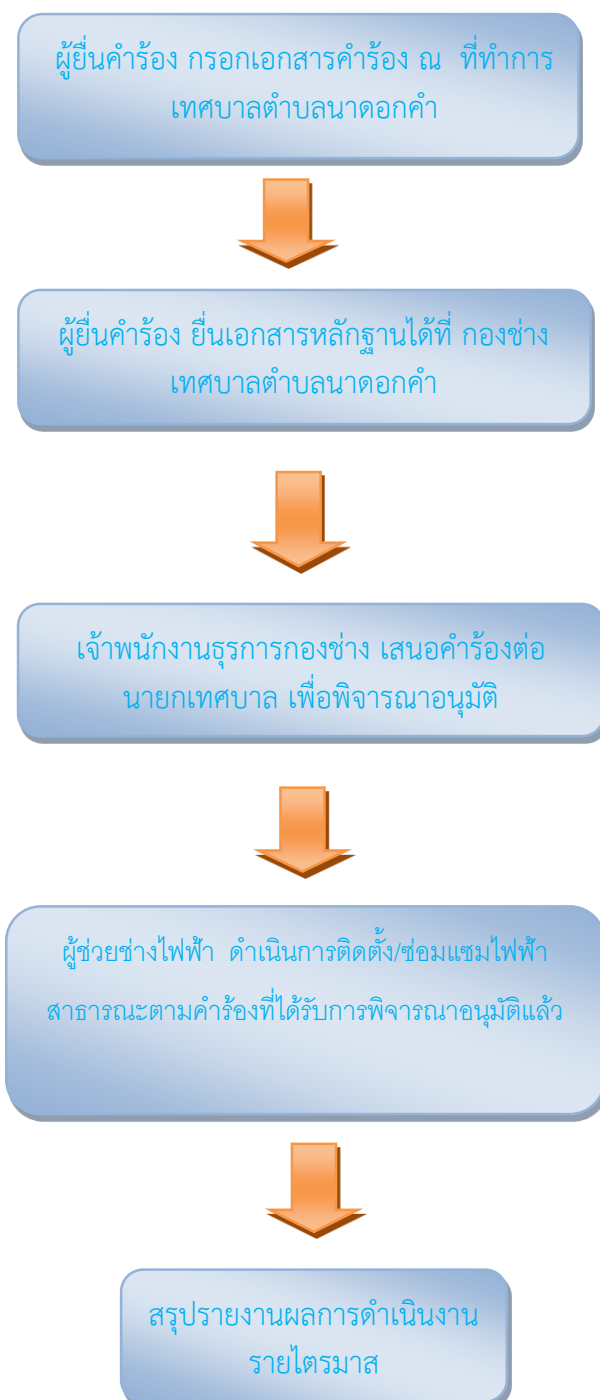 ผู้ยื่นคำร้อง กรอกเอกสารคำร้อง ณ ที่ทำการ
เทศบาลตำบลนาดอกคำ
ผู้ยื่นคำร้อง ยื่นเอกสารหลักฐานได้ที่ กองช่าง
เทศบาลตำบลนาดอกคำ
เจ้าพนักงานธุรการกองช่าง เสนอคำร้องต่อ
นายกเทศบาล เพื่อพิจารณาอนุมัติ
ผู้ช่วยช่างไฟฟ้า ดำเนินการติดตั้ง/ซ่อมแซมไฟฟ้า
สาธารณะตามคำร้องที่ได้รับการพิจารณาอนุมัติแล้ว
สรุปรายงานผลการดำเนินงาน
รายไตรมาส